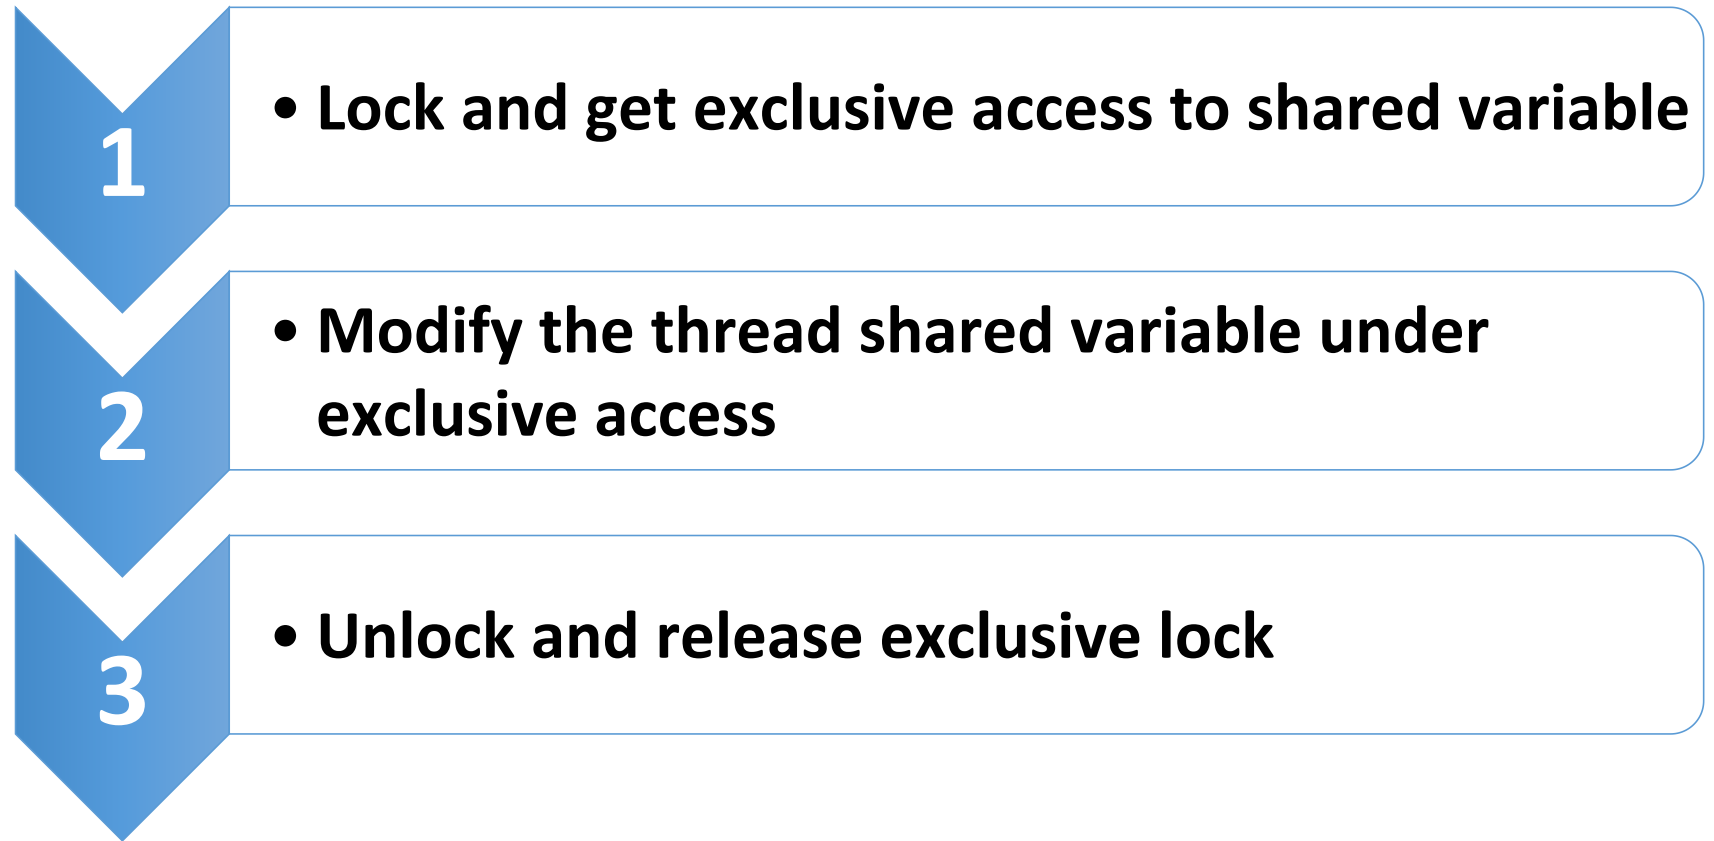 1
• Lock and get exclusive access to shared variable
2
• Modify the thread shared variable under
exclusive access
3
• Unlock and release exclusive lock